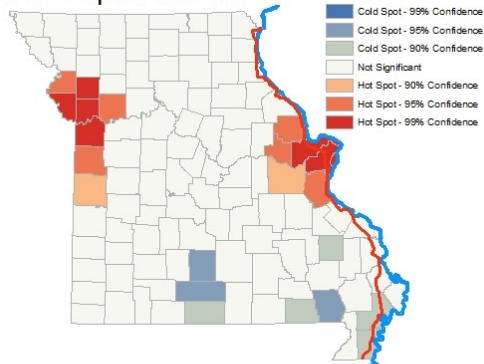 Cold Spot - 99% Confidence
Cold Spot - 95% Confidence
Cold Spot - 90% Confidence
Not Significant
Hot Spot - 90% Confidence
Hot Spot - 95% Confidence
Hot Spot - 99% Confidence